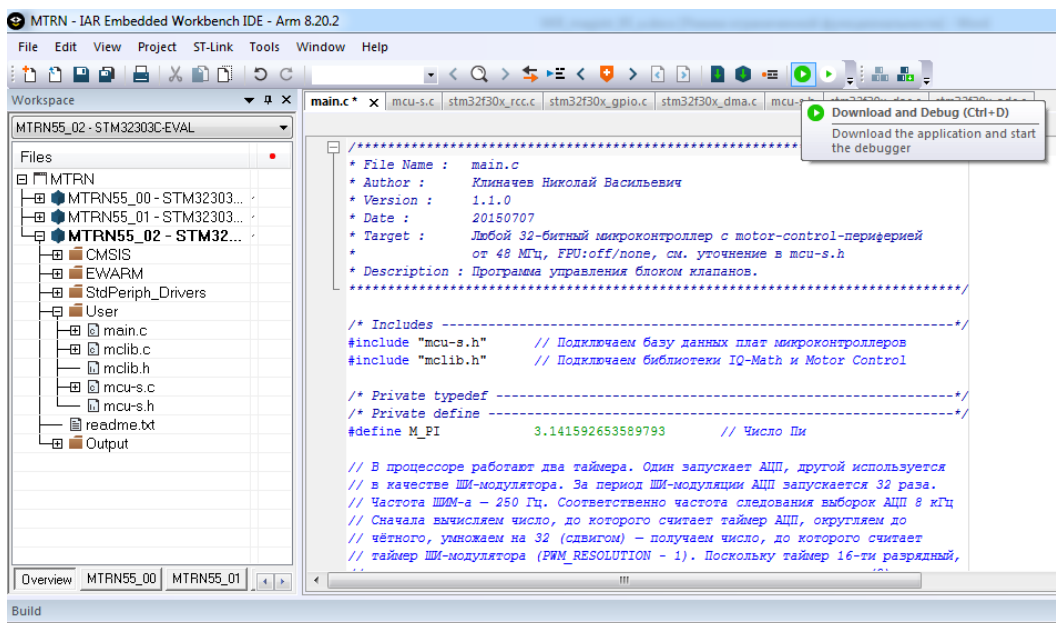 MTRN - IAR Embedded Workbench IDE - Arm 8.20.2
File Edit View Project ST-Link Tools Window Help
Workspace
main.c * mcu-s.c stm32f30x_rcc.c stm32f30x_gpio.c stm32f30x_dma.c
MTRN55_02 - STM32303C-EVAL
Download and Debug (Ctrl+D)
Download the application and start
the debugger
Files
MTRN
MTRN55_00 - STM32303...
MTRN55_01 - STM32303...
MTRN55_02 - STM32...
CMSIS
EWARM
StdPeriph_Drivers
User
main.c
mclib.c
mclib.h
mcu-s.c
mcu-s.h
readme.txt
Output
Overview MTRN55_00 MTRN55_01
/******************************************************************************
* File Name : main.c
* Author : Клиначев Николай Васильевич
* Version : 1.1.0
* Date : 20150707
* Target : Любой 32-битный микроконтроллер с motor-control-периферией
* от 48 МГц, FPU:off/none, см. уточнение в mcu-s.h
* Description : Программа управления блоком клапанов.
*******************************************************************************/
/* Includes ------------------------------------------------------------------*/
#include "mcu-s.h" // Подключаем базу данных плат микроконтроллеров
#include "mclib.h" // Подключаем библиотеки IQ-Math и Motor Control
/* Private typedef -----------------------------------------------------------*/
/* Private define ------------------------------------------------------------*/
#define M_PI 3.141592653589793 // Число Пи
// В процессоре работают два таймера. Один запускает АЦП, другой используется
// в качестве ШИ-модулятора. За период ШИ-модуляции АЦП запускается 32 раза.
// Частота ШИМ-а — 250 Гц. Соответственно частота следования выборок АЦП 8 кГц
// Сначала вычисляем число, до которого считает таймер АЦП, округляем до
// чётного, умножаем на 32 (сдвигом) — получаем число, до которого считает
// таймер ШИ-модулятора (PWM_RESOLUTION - 1). Поскольку таймер 16-ти разрядный,
Build